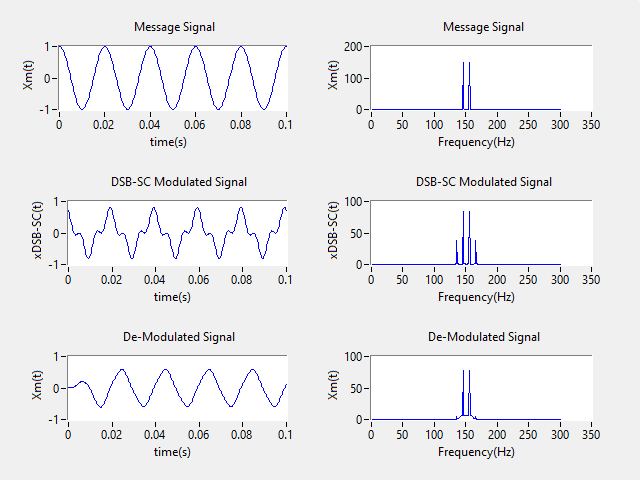 Message Signal
Xm(t)
1
0
-1
0 0.02 0.04 0.06 0.08 0.1
time(s)
Message Signal
Xm(t)
200
100
0
0 50 100 150 200 250 300 350
Frequency(Hz)
DSB-SC Modulated Signal
xDSB-SC(t)
1
0
-1
0 0.02 0.04 0.06 0.08 0.1
time(s)
DSB-SC Modulated Signal
xDSB-SC(t)
100
50
0
0 50 100 150 200 250 300 350
Frequency(Hz)
De-Modulated Signal
Xm(t)
1
0
-1
0 0.02 0.04 0.06 0.08 0.1
time(s)
De-Modulated Signal
Xm(t)
100
50
0
0 50 100 150 200 250 300 350
Frequency(Hz)